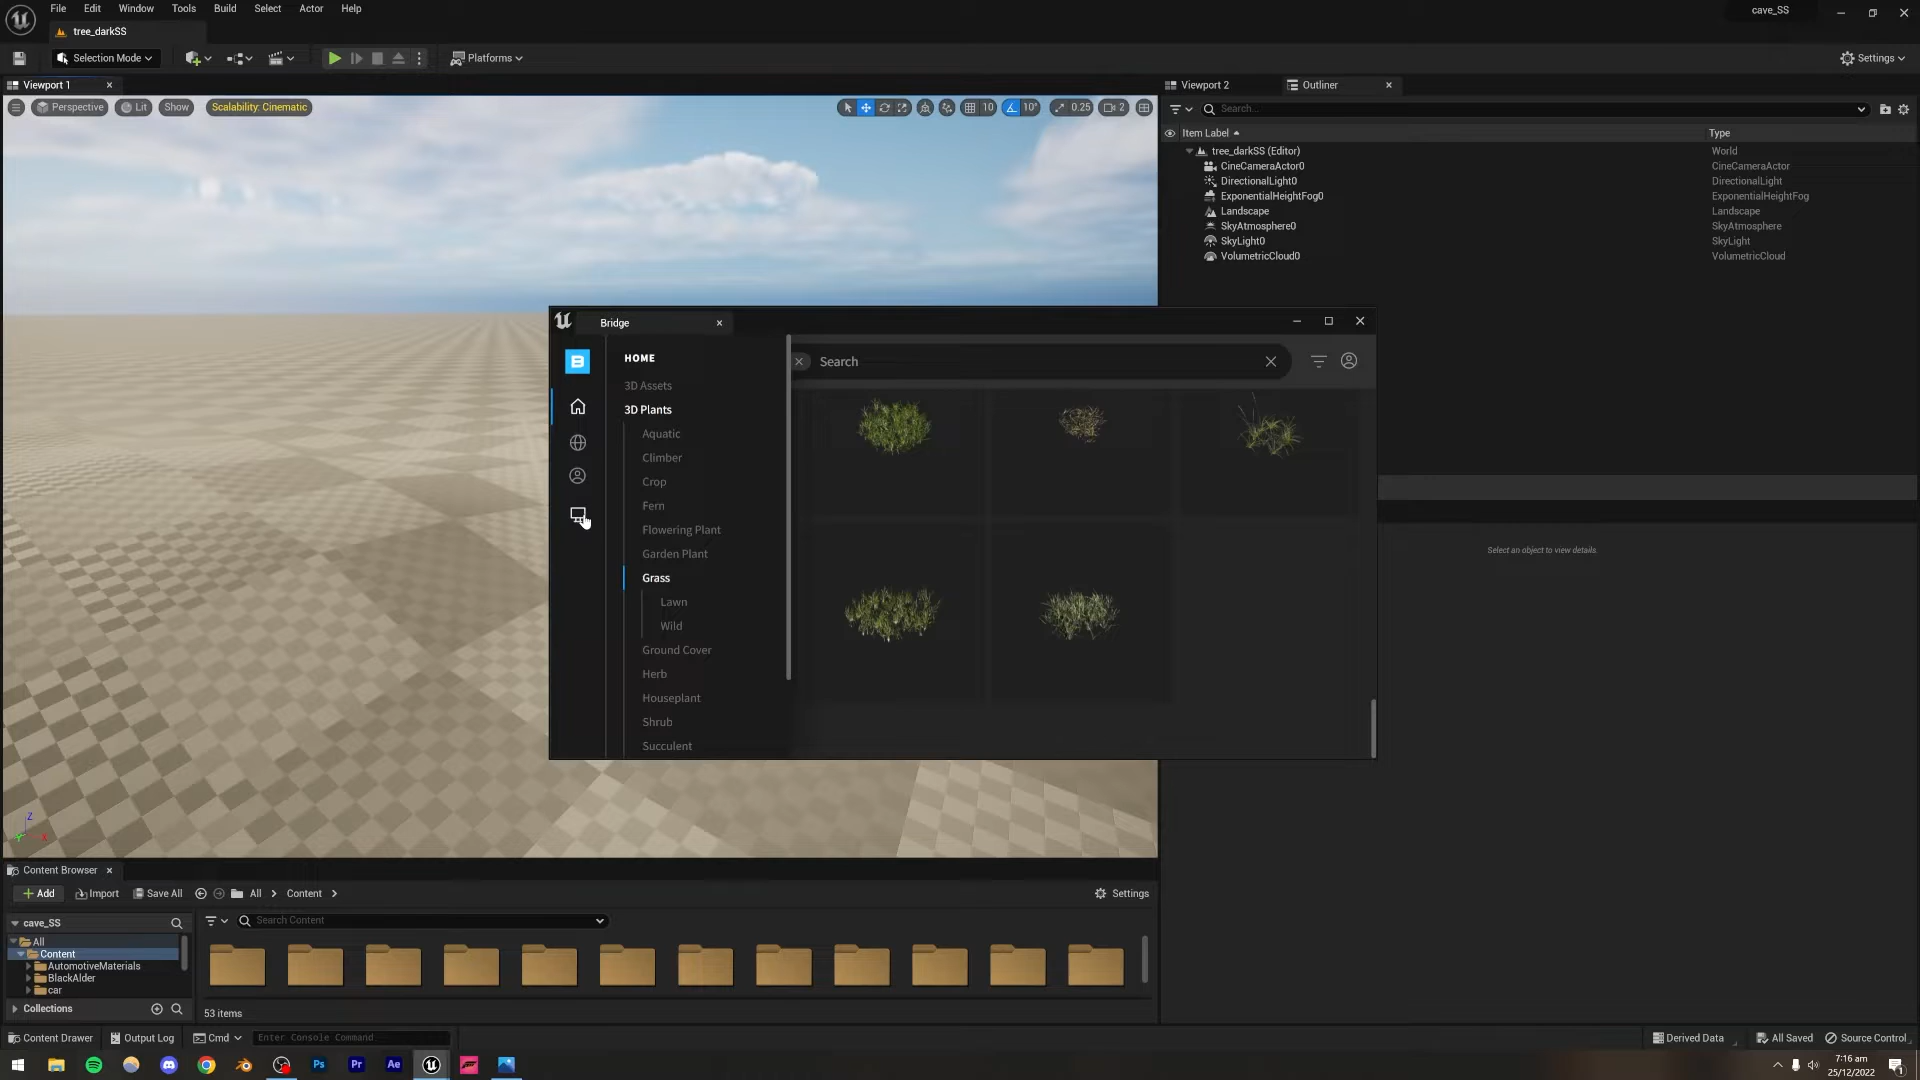 File Edit Window Tools Build Select Actor Help
cave_SS
tree_darkSS
Selection Mode
Platforms
Settings
Viewport 1
Viewport 2
Outliner
Perspective
Lit
Show
Scalability: Cinematic
10
10°
0.25
2
Search...
Item Label
Type
tree_darkSS (Editor)
World
CineCameraActor0
CineCameraActor
DirectionalLight0
DirectionalLight
ExponentialHeightFog0
ExponentialHeightFog
Landscape
Landscape
SkyAtmosphere0
SkyAtmosphere
SkyLight0
SkyLight
VolumetricCloud0
VolumetricCloud
Bridge
HOME
Search
3D Assets
3D Plants
Aquatic
Climber
Crop
Fern
Flowering Plant
Garden Plant
Grass
Lawn
Wild
Ground Cover
Herb
Houseplant
Shrub
Succulent
Select an object to view details.
Z
X
Content Browser
Add
Import
Save All
All
Content
Settings
cave_SS
Search Content
All
Content
AutomotiveMaterials
BlackAlder
car
Collections
53 items
Content Drawer
Output Log
Cmd
Enter Console Command
Derived Data
All Saved
Source Control
Ps
Pr
Ae
7:16 am
25/12/2022
1